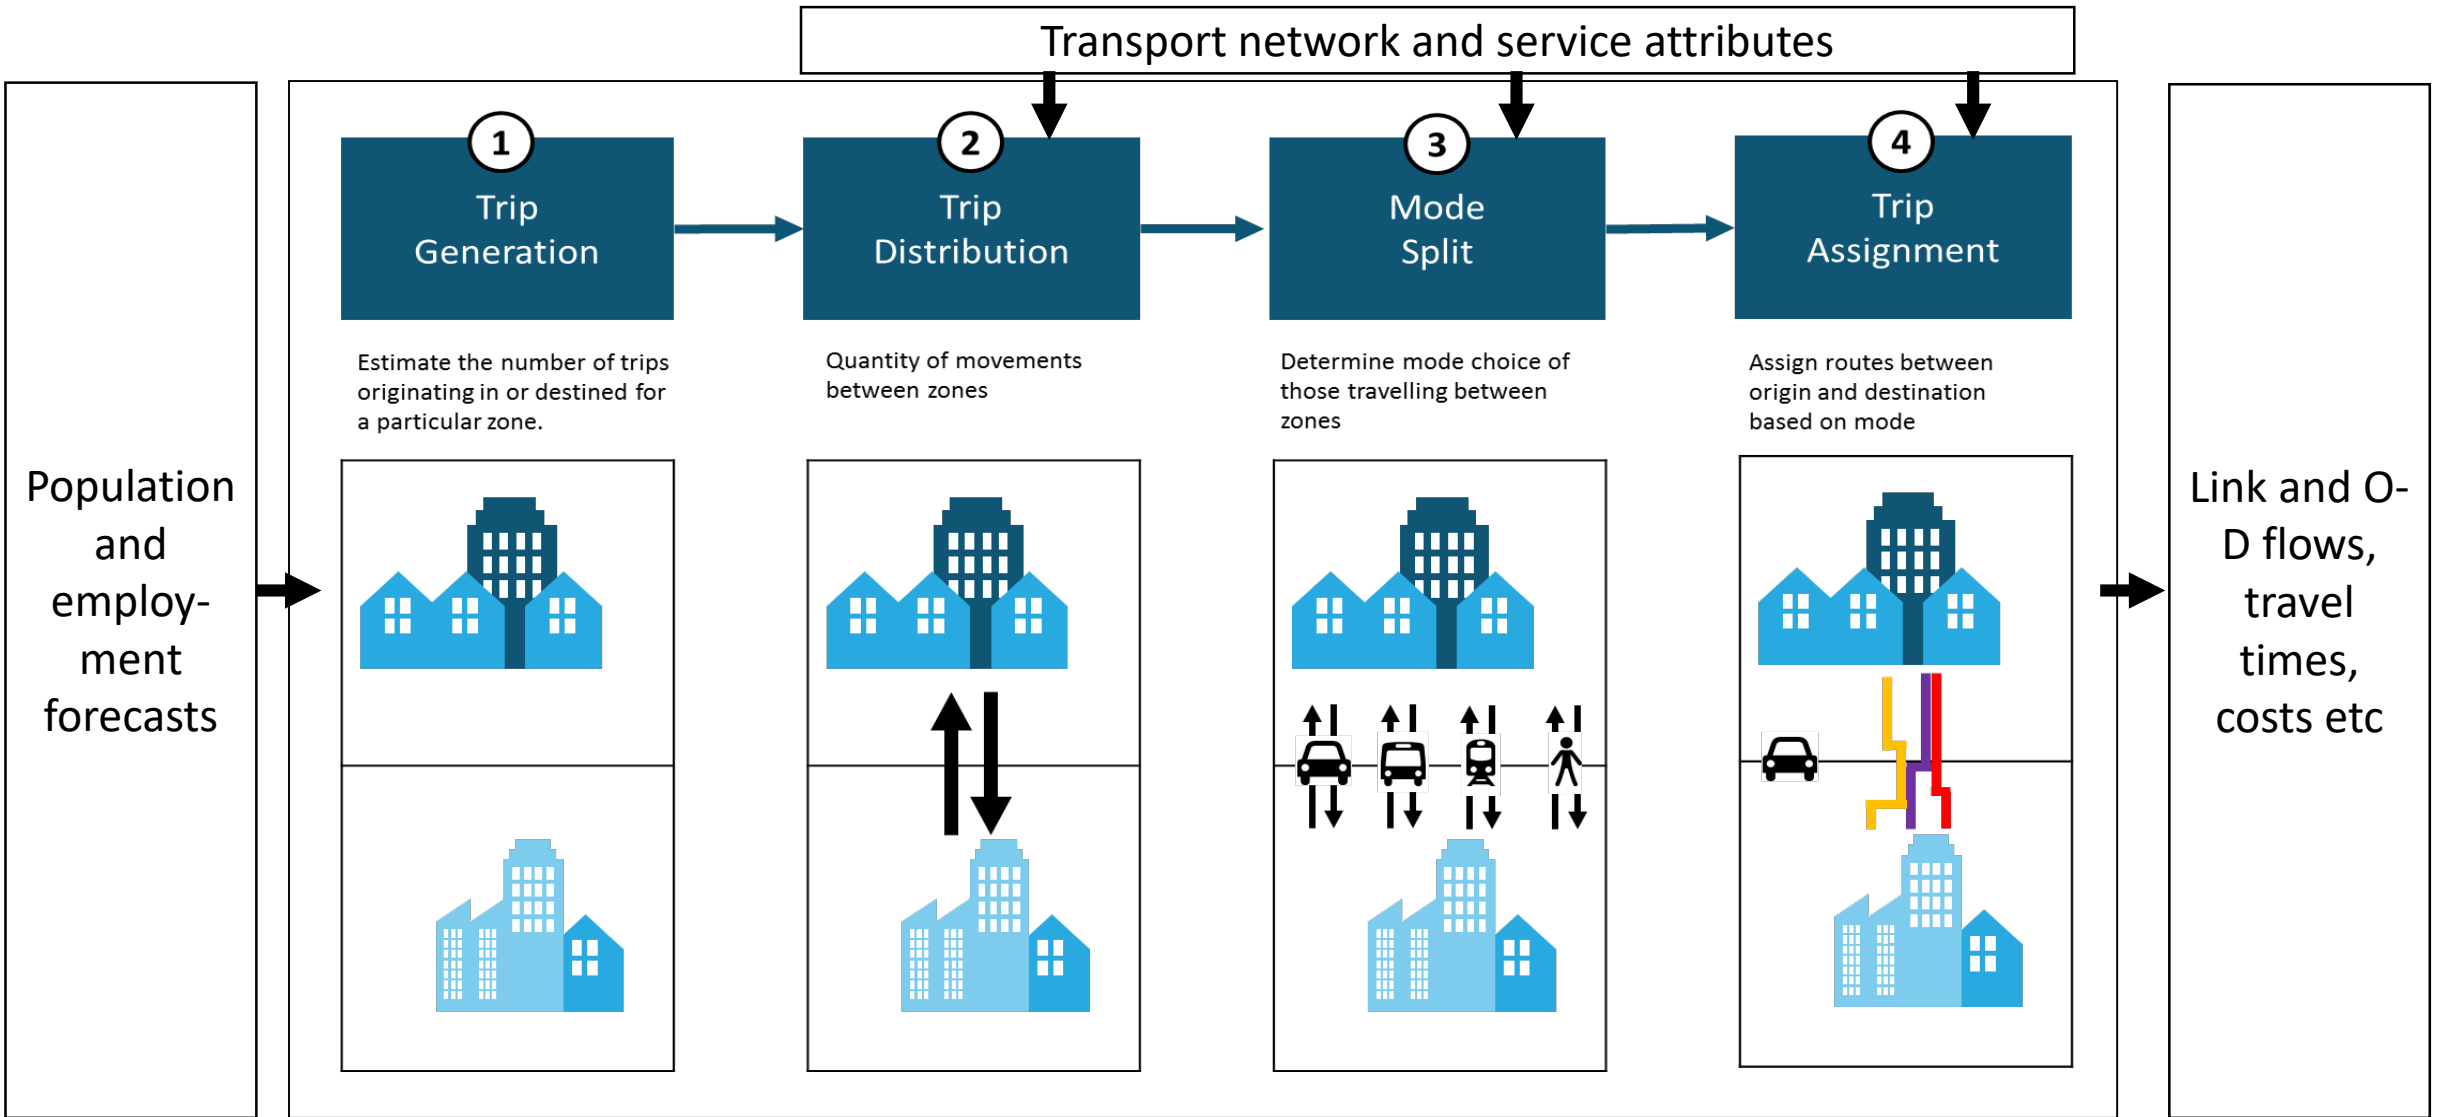 Transport network and service attributes
Population
and
employ-
ment
forecasts
1
Trip
Generation
Estimate the number of trips
originating in or destined for
a particular zone.
2
Trip
Distribution
Quantity of movements
between zones
3
Mode
Split
Determine mode choice of
those travelling between
zones
4
Trip
Assignment
Assign routes between
origin and destination
based on mode
Link and O-
D flows,
travel
times,
costs etc